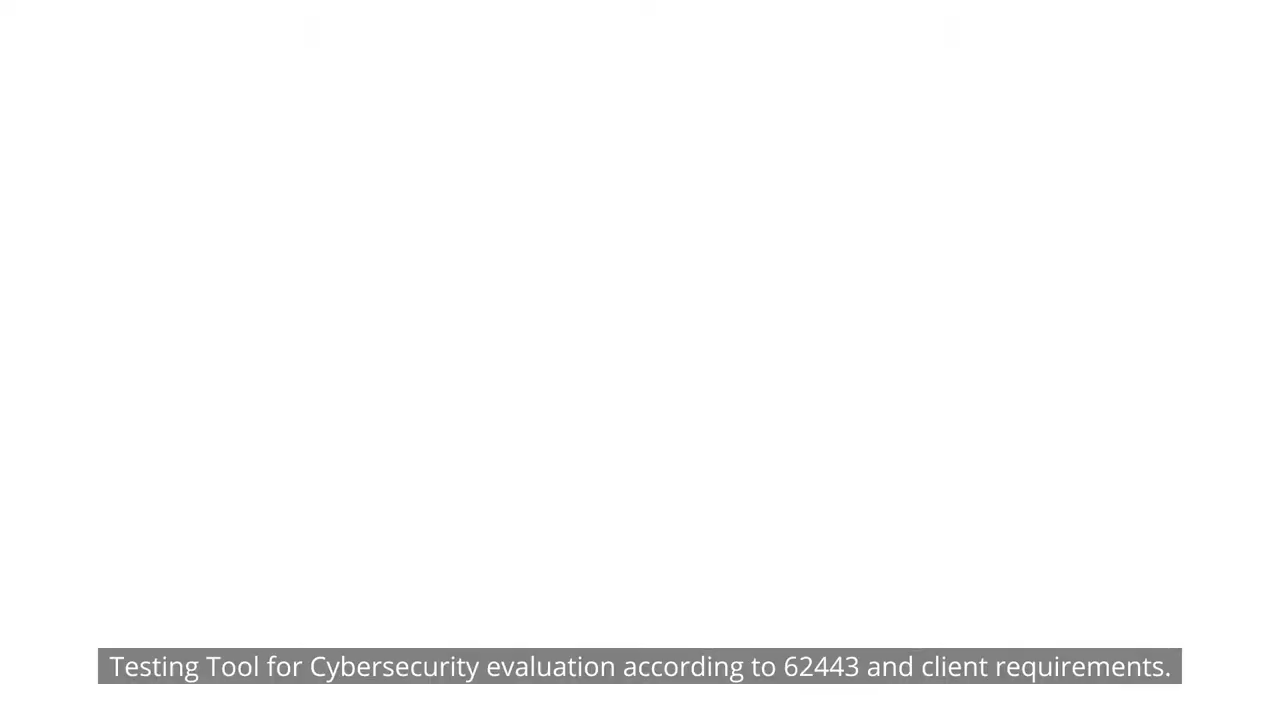 Testing Tool for Cybersecurity evaluation according to 62443 and client requirements.